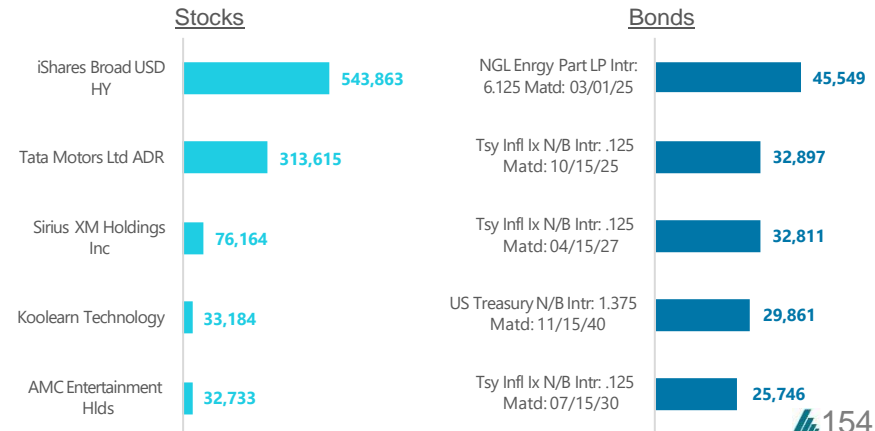 Stocks
iShares Broad USD
HY
543,863
Tata Motors Ltd ADR
313,615
Sirius XM Holdings
Inc
76,164
Koolearn Technology
33,184
AMC Entertainment
Hlds
32,733
Bonds
NGL Enrgy Part LP Intr:
6.125 Matd: 03/01/25
45,549
Tsy Infl Ix N/B Intr: .125
Matd: 10/15/25
32,897
Tsy Infl Ix N/B Intr: .125
Matd: 04/15/27
32,811
US Treasury N/B Intr: 1.375
Matd: 11/15/40
29,861
Tsy Infl Ix N/B Intr: .125
Matd: 07/15/30
25,746
154